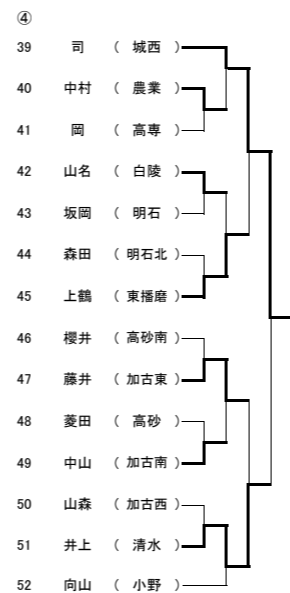 ④
39 司 ( 城西 )
40 中村 ( 農業 )
41 岡 ( 高専 )
42 山名 ( 白陵 )
43 坂岡 ( 明石 )
44 森田 ( 明石北 )
45 上鶴 ( 東播磨 )
46 櫻井 ( 高砂南 )
47 藤井 ( 加古東 )
48 菱田 ( 高砂 )
49 中山 ( 加古南 )
50 山森 ( 加古西 )
51 井上 ( 清水 )
52 向山 ( 小野 )